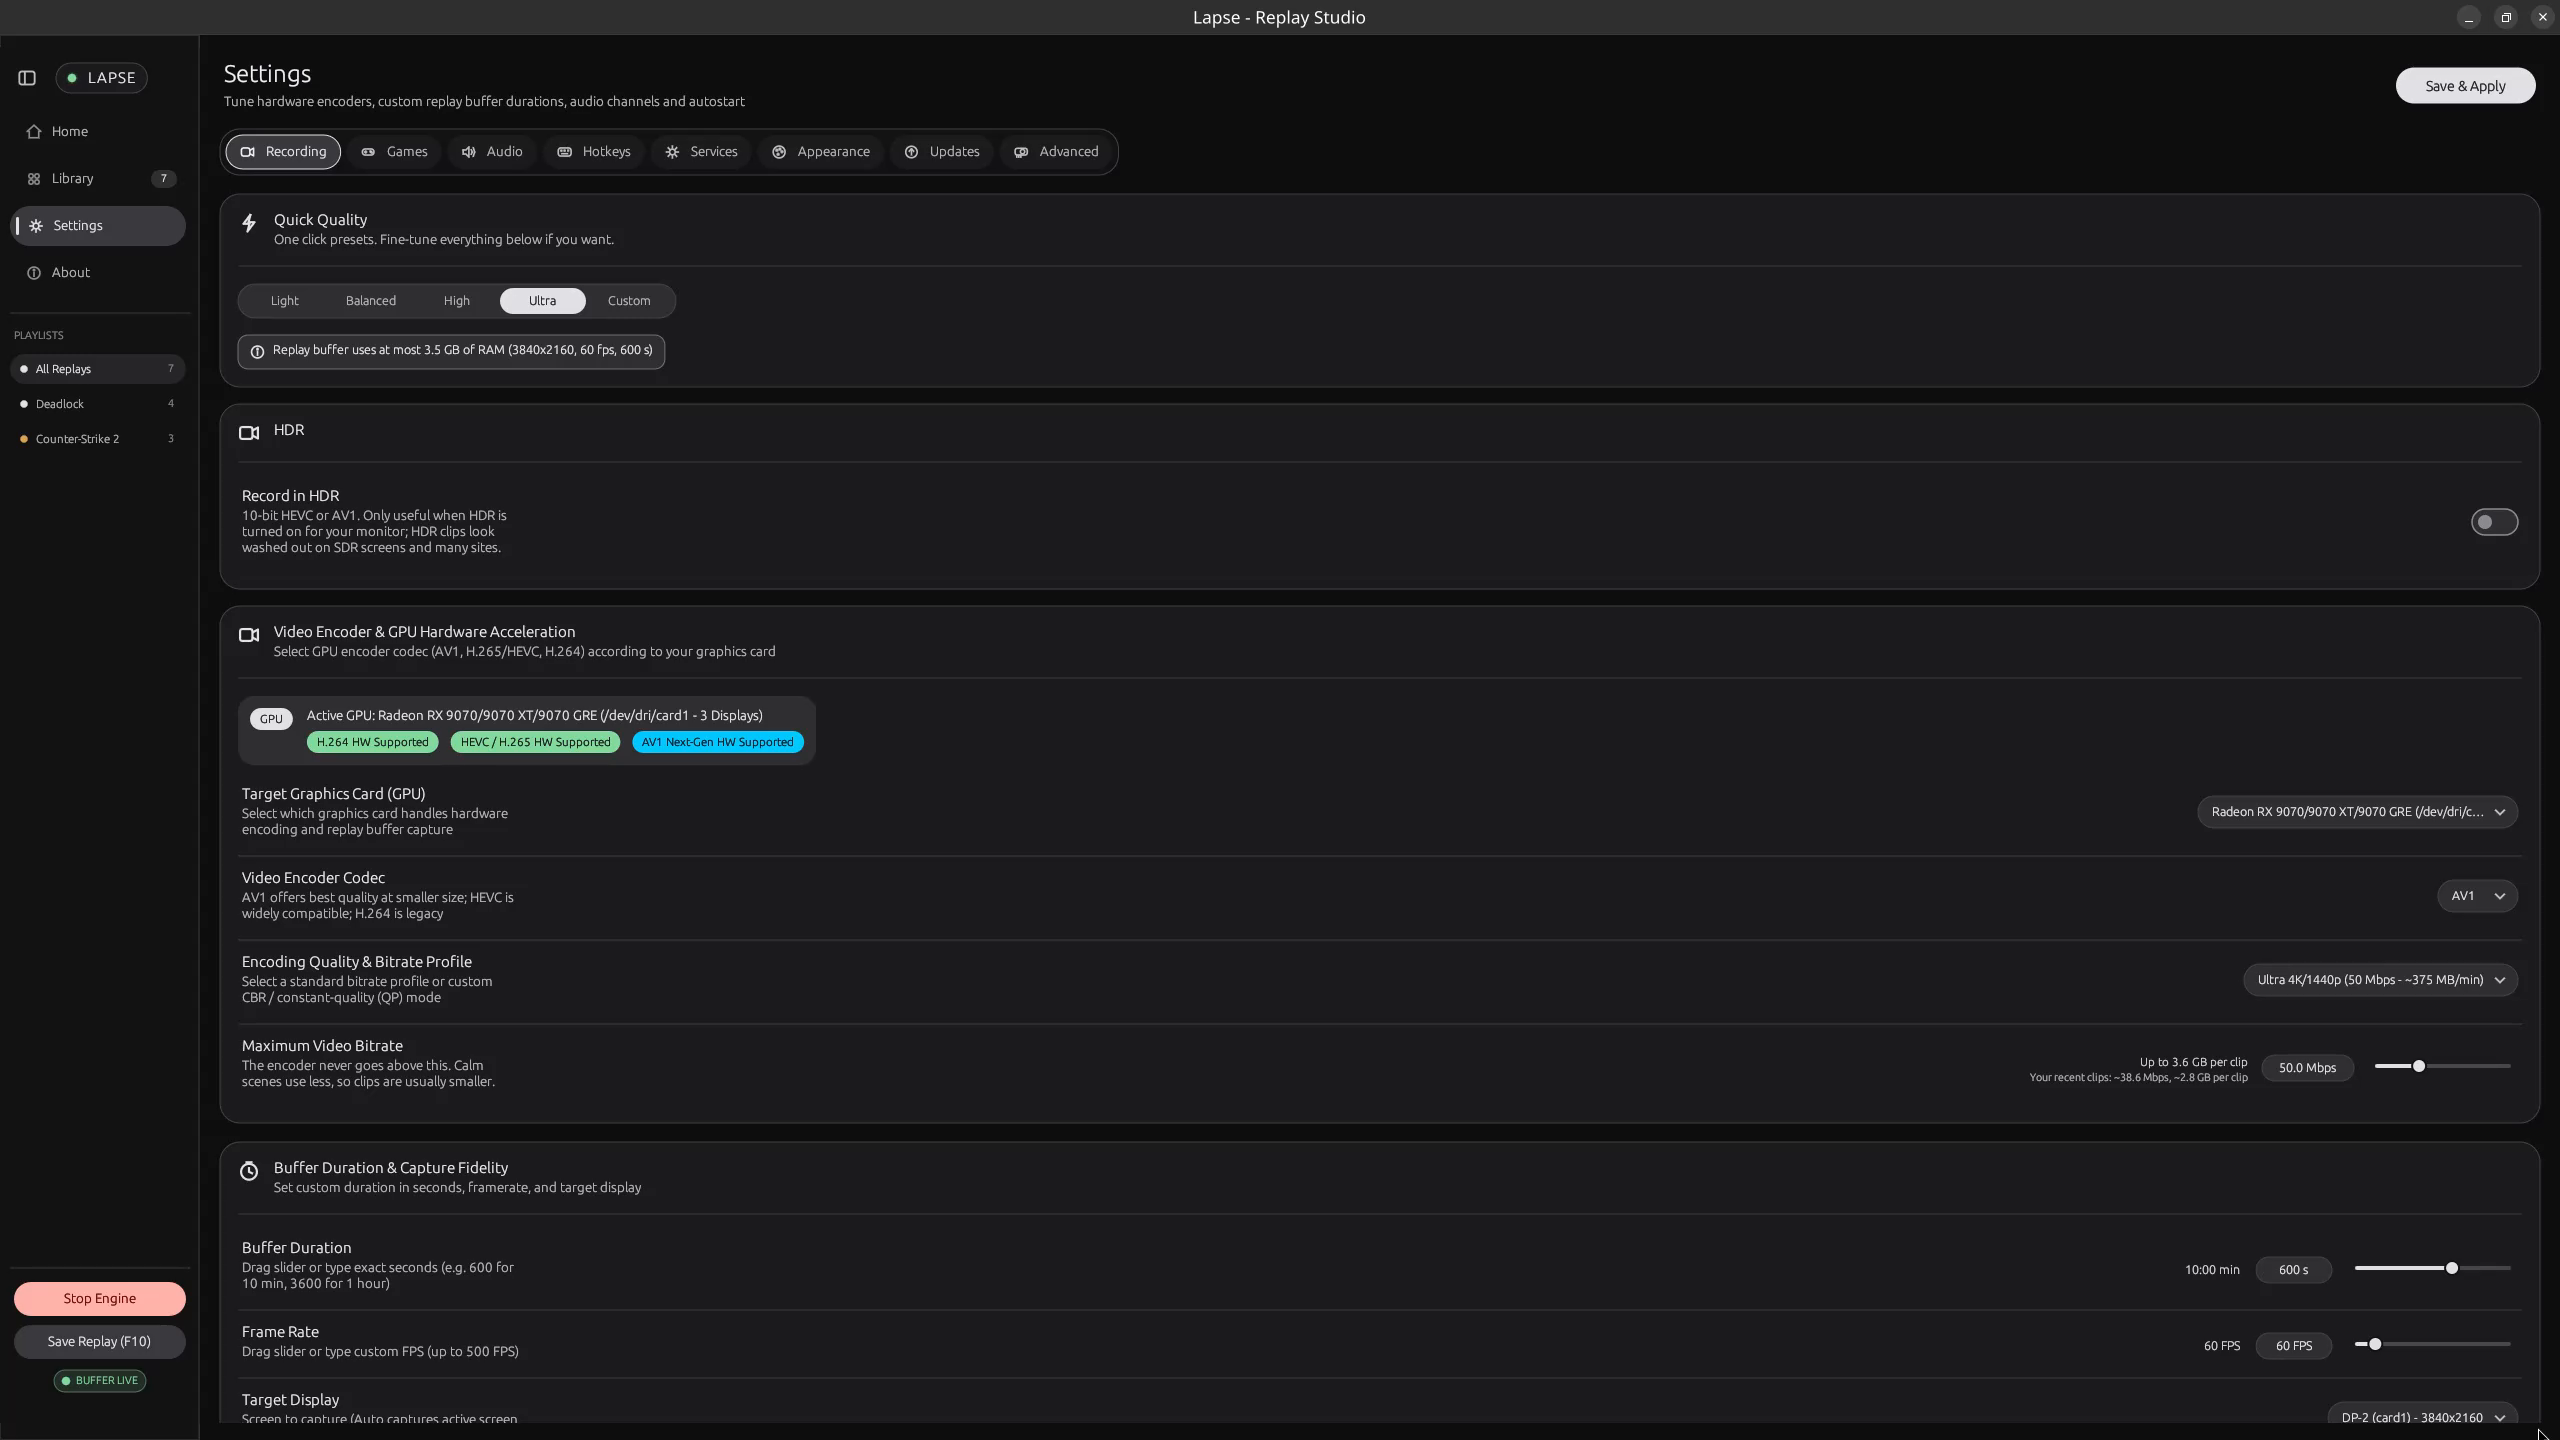 Lapse - Replay Studio
LAPSE
Home
Library 7
Settings
About
PLAYLISTS
All Replays 7
Deadlock 4
Counter-Strike 2 3
Stop Engine
Save Replay (F10)
BUFFER LIVE
Settings
Tune hardware encoders, custom replay buffer durations, audio channels and autostart
Save & Apply
Recording Games Audio Hotkeys Services Appearance Updates Advanced
Quick Quality
One click presets. Fine-tune everything below if you want.
Light Balanced High Ultra Custom
Replay buffer uses at most 3.5 GB of RAM (3840x2160, 60 fps, 600 s)
HDR
Record in HDR
10-bit HEVC or AV1. Only useful when HDR is
turned on for your monitor; HDR clips look
washed out on SDR screens and many sites.
Video Encoder & GPU Hardware Acceleration
Select GPU encoder codec (AV1, H.265/HEVC, H.264) according to your graphics card
GPU
Active GPU: Radeon RX 9070/9070 XT/9070 GRE (/dev/dri/card1 - 3 Displays)
H.264 HW Supported HEVC / H.265 HW Supported AV1 Next-Gen HW Supported
Target Graphics Card (GPU)
Select which graphics card handles hardware
encoding and replay buffer capture
Radeon RX 9070/9070 XT/9070 GRE (/dev/dri/c...
Video Encoder Codec
AV1 offers best quality at smaller size; HEVC is
widely compatible; H.264 is legacy
AV1
Encoding Quality & Bitrate Profile
Select a standard bitrate profile or custom
CBR / constant-quality (QP) mode
Ultra 4K/1440p (50 Mbps - ~375 MB/min)
Maximum Video Bitrate
The encoder never goes above this. Calm
scenes use less, so clips are usually smaller.
Up to 3.6 GB per clip
Your recent clips: ~38.6 Mbps, ~2.8 GB per clip
50.0 Mbps
Buffer Duration & Capture Fidelity
Set custom duration in seconds, framerate, and target display
Buffer Duration
Drag slider or type exact seconds (e.g. 600 for
10 min, 3600 for 1 hour)
10:00 min 600 s
Frame Rate
Drag slider or type custom FPS (up to 500 FPS)
60 FPS 60 FPS
Target Display
Screen to capture (Auto captures active screen
DP-2 (card1) - 3840x2160